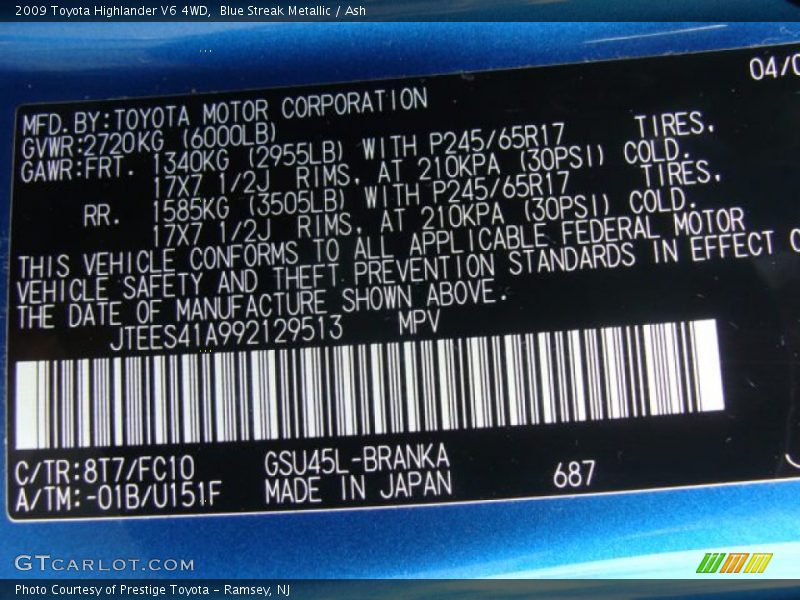 2009 Toyota Highlander V6 4WD, Blue Streak Metallic / Ash
04/0
MFD.BY:TOYOTA MOTOR CORPORATION
GVWR:2720KG (6000LB)
GAWR:FRT. 1340KG (2955LB) WITH P245/65R17 TIRES,
17X7 1/2J RIMS, AT 210KPA (30PSI) COLD.
RR. 1585KG (3505LB) WITH P245/65R17 TIRES,
17X7 1/2J RIMS, AT 210KPA (30PSI) COLD.
THIS VEHICLE CONFORMS TO ALL APPLICABLE FEDERAL MOTOR
VEHICLE SAFETY AND THEFT PREVENTION STANDARDS IN EFFECT
THE DATE OF MANUFACTURE SHOWN ABOVE.
JTEES41A992129513 MPV
C/TR:8T7/FC10 GSU45L-BRANKA 687
A/TM:-01B/U151F MADE IN JAPAN
GTCARLOT.COM
Photo Courtesy of Prestige Toyota - Ramsey, NJ